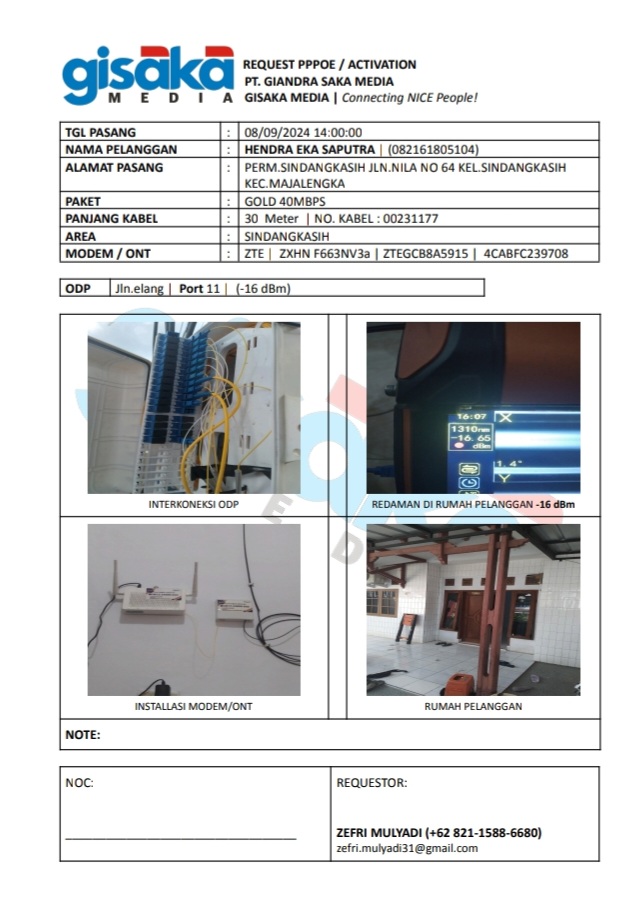 gisaka
MEDIA
REQUEST PPPOE / ACTIVATION
PT. GIANDRA SAKA MEDIA
GISAKA MEDIA | Connecting NICE People!
TGL PASANG : 08/09/2024 14:00:00
NAMA PELANGGAN : HENDRA EKA SAPUTRA | (082161805104)
ALAMAT PASANG : PERM.SINDANGKASIH JLN.NILA NO 64 KEL.SINDANGKASIH
KEC.MAJALENGKA
PAKET : GOLD 40MBPS
PANJANG KABEL : 30 Meter | NO. KABEL : 00231177
AREA : SINDANGKASIH
MODEM / ONT : ZTE | ZXHN F663NV3a | ZTEGCB8A5915 | 4CABFC239708
ODP Jln.elang | Port 11 | (-16 dBm)
16:07
X
1310nm
-16.65
dBm
1.4"
Y
INTERKONEKSI ODP
REDAMAN DI RUMAH PELANGGAN -16 dBm
INSTALLASI MODEM/ONT
RUMAH PELANGGAN
NOTE:
NOC:
REQUESTOR:
ZEFRI MULYADI (+62 821-1588-6680)
zefri.mulyadi31@gmail.com